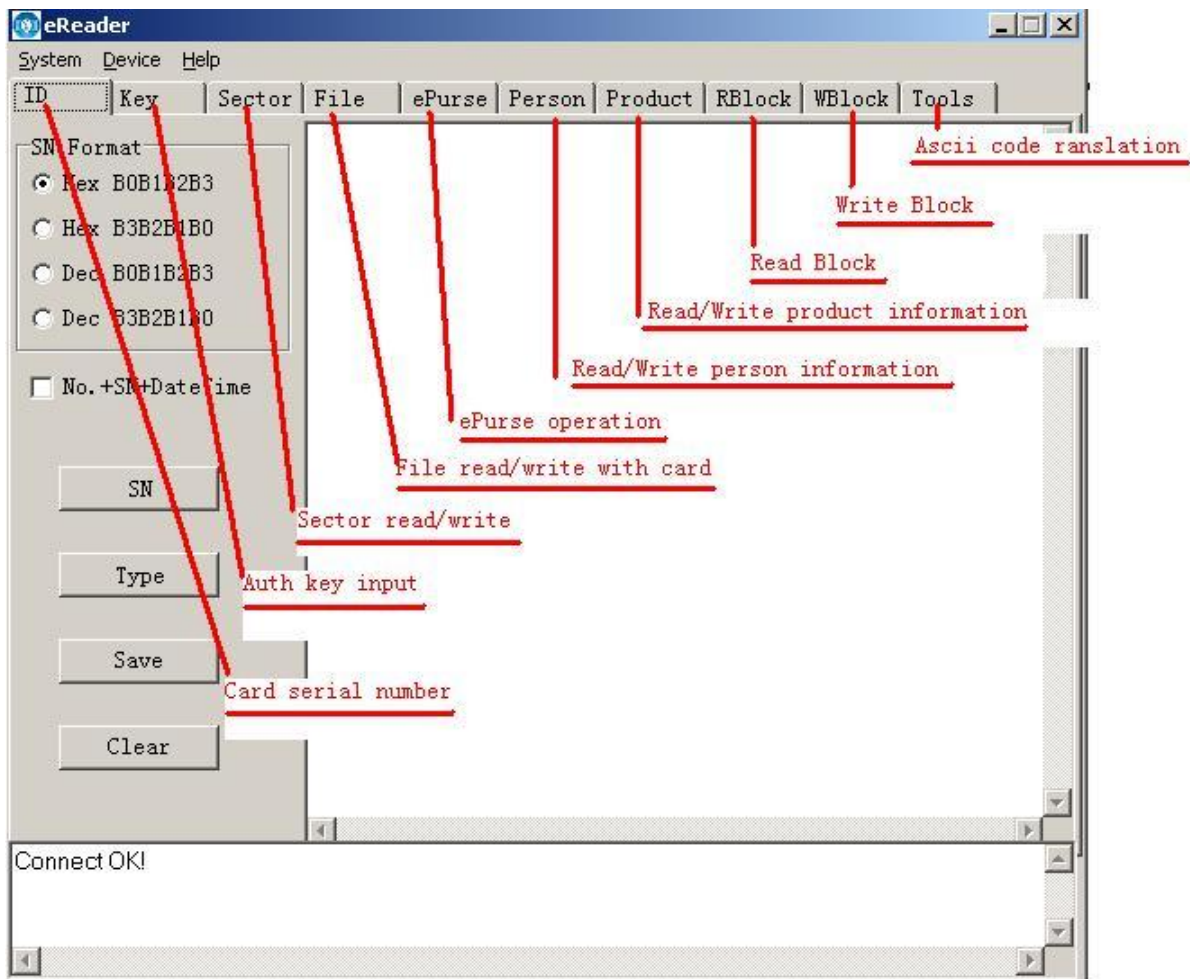 eReader
System Device Help
ID Key Sector File ePurse Person Product RBlock WBlock Tools
Ascii code ranslation
SN Format
Hex B0B1B2B3
Write Block
Hex B3B2B1B0
Read Block
Dec B0B1B2B3
Read/Write product information
Dec B3B2B1B0
Read/Write person information
No.+SN+DateTime
ePurse operation
File read/write with card
SN
Sector read/write
Type
Auth key input
Save
Card serial number
Clear
Connect OK!